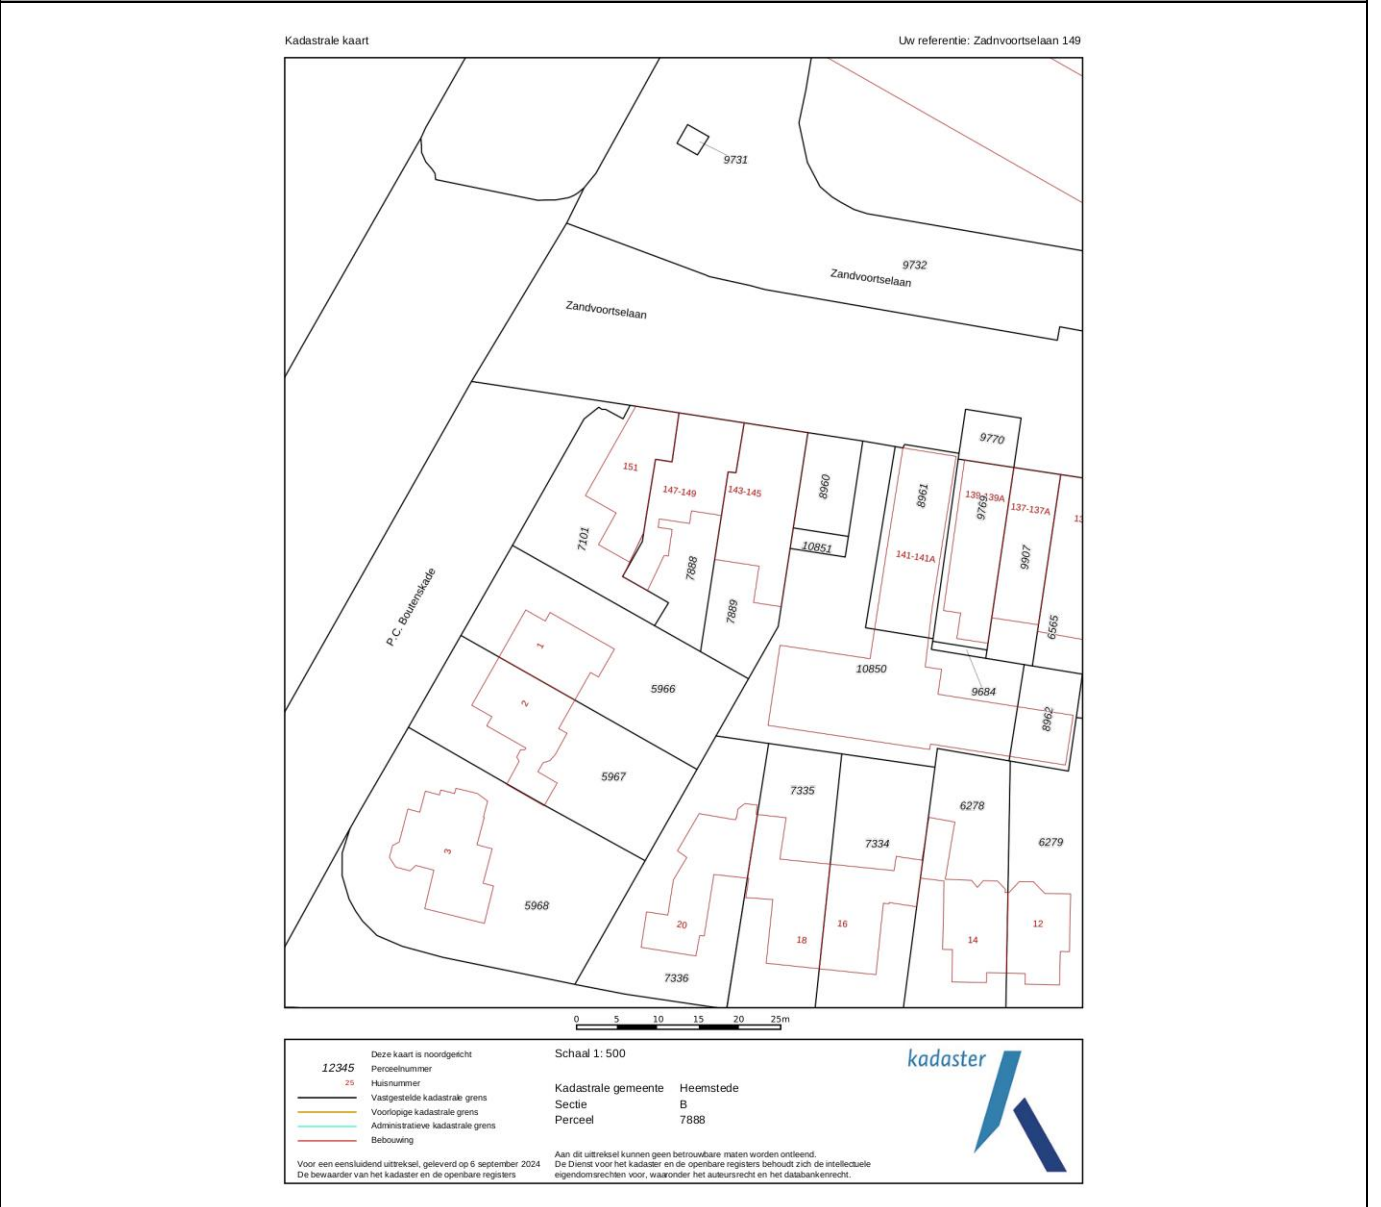 Kadastrale kaart
Uw referentie: Zadnvoortselaan 149
9731
9732
Zandvoortselaan
Zandvoortselaan
9770
151
147-149
143-145
8960
8961
139-139A
9769
137-137A
13
7101
10851
141-141A
9907
7888
7889
6565
P.C. Boutenskade
1
5966
10850
9684
2
8962
5967
7335
6278
7334
6279
3
5968
20
18
16
14
12
7336
0 5 10 15 20 25m
Deze kaart is noordgericht
12345 Perceelnummer
25 Huisnummer
Vastgestelde kadastrale grens
Voorlopige kadastrale grens
Administratieve kadastrale grens
Bebouwing
Voor een eensluidend uittreksel, geleverd op 6 september 2024
De bewaarder van het kadaster en de openbare registers
Schaal 1: 500
Kadastrale gemeente Heemstede
Sectie B
Perceel 7888
Aan dit uittreksel kunnen geen betrouwbare maten worden ontleend.
De Dienst voor het kadaster en de openbare registers behoudt zich de intellectuele
eigendomsrechten voor, waaronder het auteursrecht en het databankenrecht.
kadaster